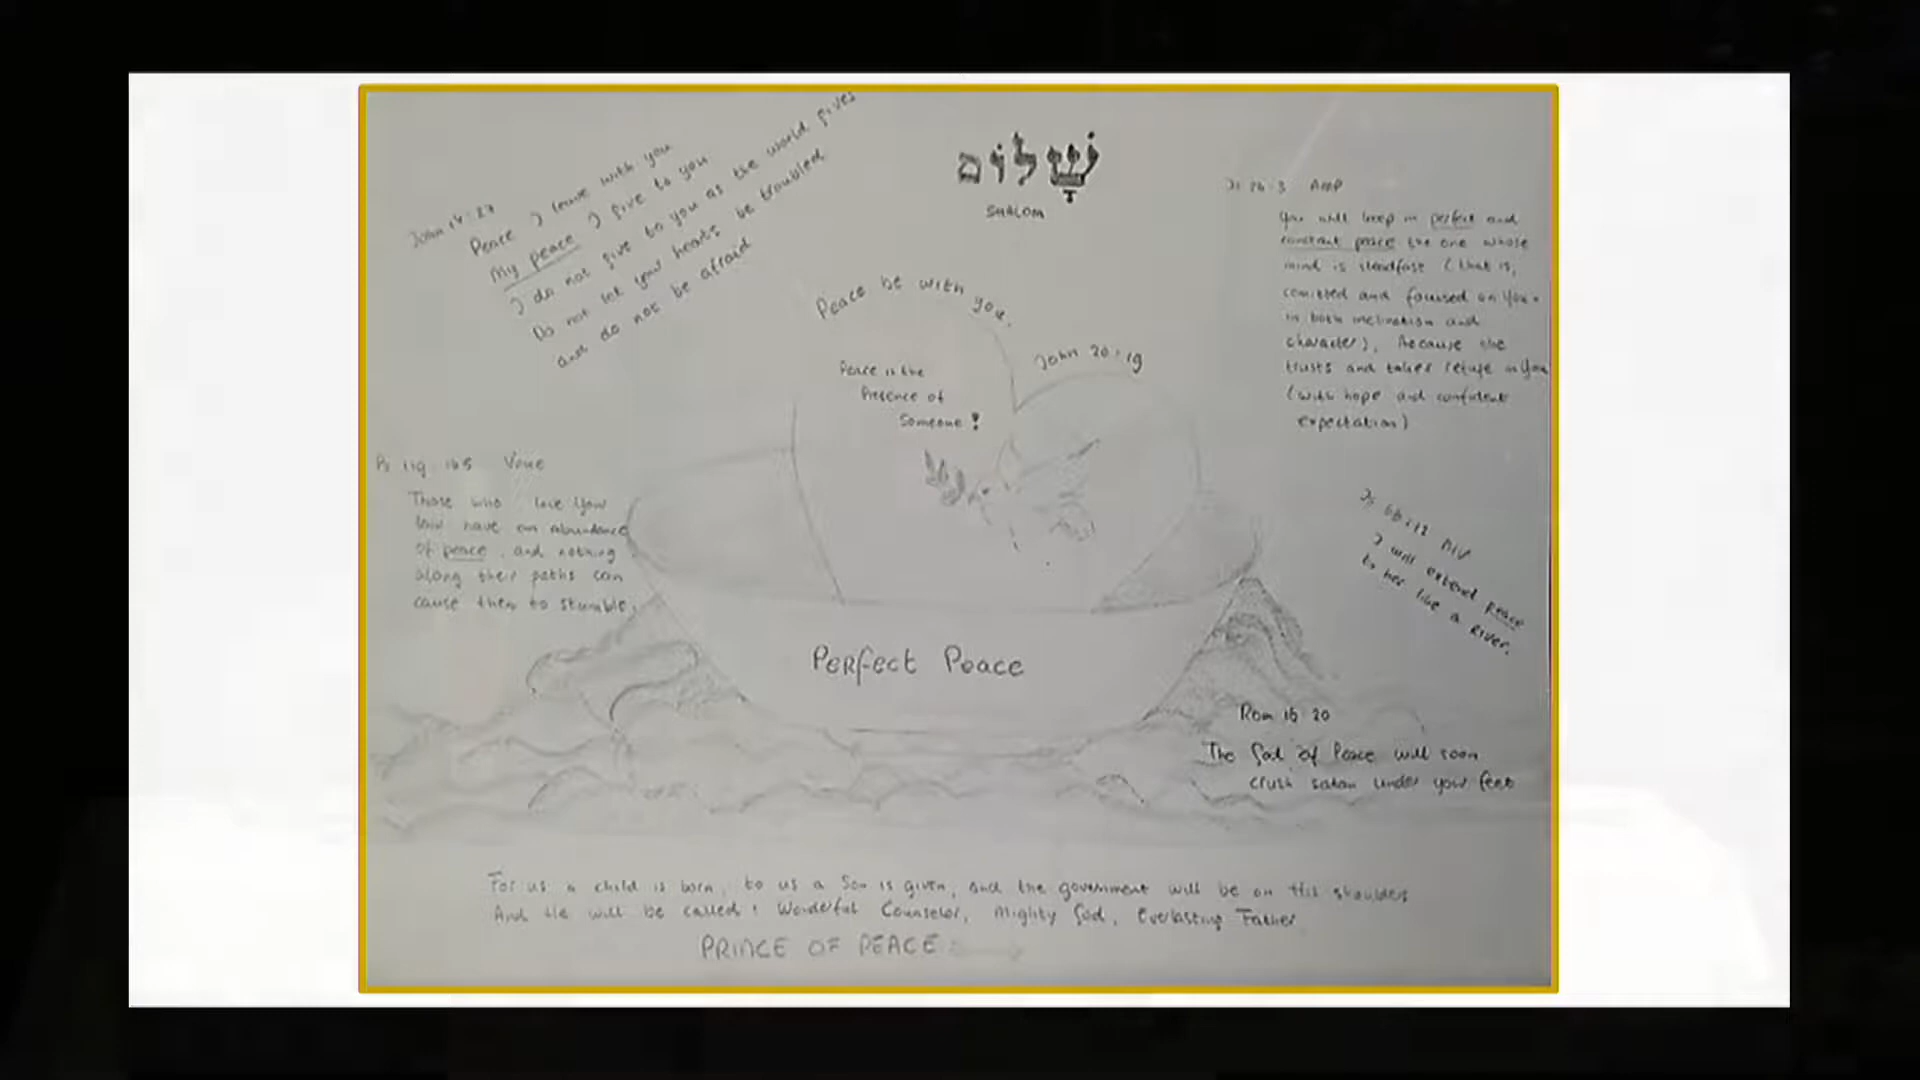 John 14:27
Peace I leave with you
My peace I give to you
I do not give to you as the world gives
Do not let your hearts be troubled
and do not be afraid
שָׁלוֹם
SHALOM
Is 26:3 AMP
You will keep in perfect and
constant peace the one whose
mind is steadfast (that is,
comitted and focused on You -
in both inclination and
character), Because the
trusts and takes refuge in You
(with hope and confident
expectation)
Peace be with you.
John 20:19
Peace is the
Presence of
Someone!
Ps 119:165 Voice
Those who love Your
law have an abundance
of peace, and nothing
along their paths can
cause them to stumble.
Is 66:12 NIV
I will extend Peace
to her like a River.
Perfect Peace
Rom 16 20
The God of Peace will soon
crush satan under your feet
For us a child is born, to us a Son is given, and the government will be on His shoulders
And He will be called: Wonderful Counselor, Mighty God, Everlasting Father
PRINCE OF PEACE